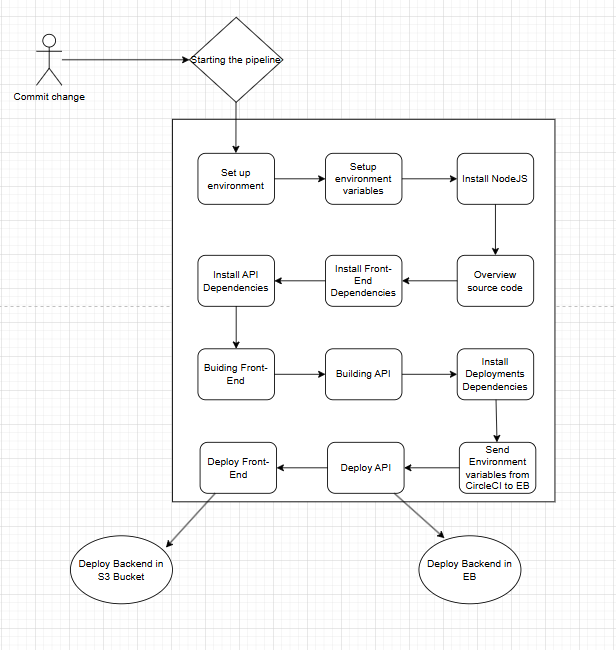 Starting the pipeline
Commit change
Set up
environment
Setup
environment
variables
Install NodeJS
Install API
Dependencies
Install Front-
End
Dependencies
Overview
source code
Buiding Front-
End
Building API
Install
Deployments
Dependencies
Deploy Front-
End
Deploy API
Send
Environment
variables from
CircleCI to EB
Deploy Backend in
S3 Bucket
Deploy Backend in
EB